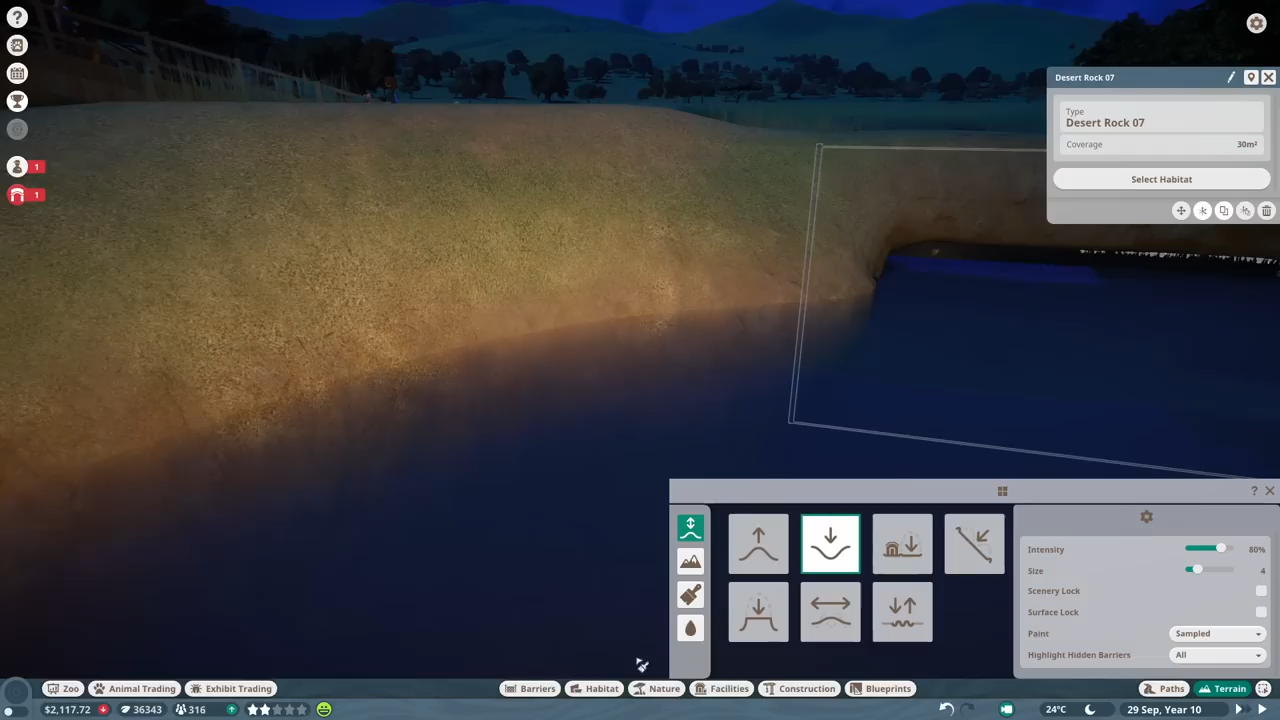 ?
Desert Rock 07
Type
Desert Rock 07
Coverage 30m²
Select Habitat
1
1
?
Intensity 80%
Size 4
Scenery Lock
Surface Lock
Paint Sampled
Highlight Hidden Barriers All
Zoo Animal Trading Exhibit Trading Barriers Habitat Nature Facilities Construction Blueprints Paths Terrain
$2,117.72 36343 316 24°C 29 Sep, Year 10